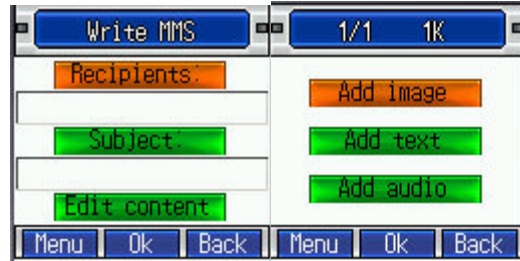 Write MMS
Recipients:
Subject:
Edit content
Menu Ok Back
1/1 1K
Add image
Add text
Add audio
Menu Ok Back